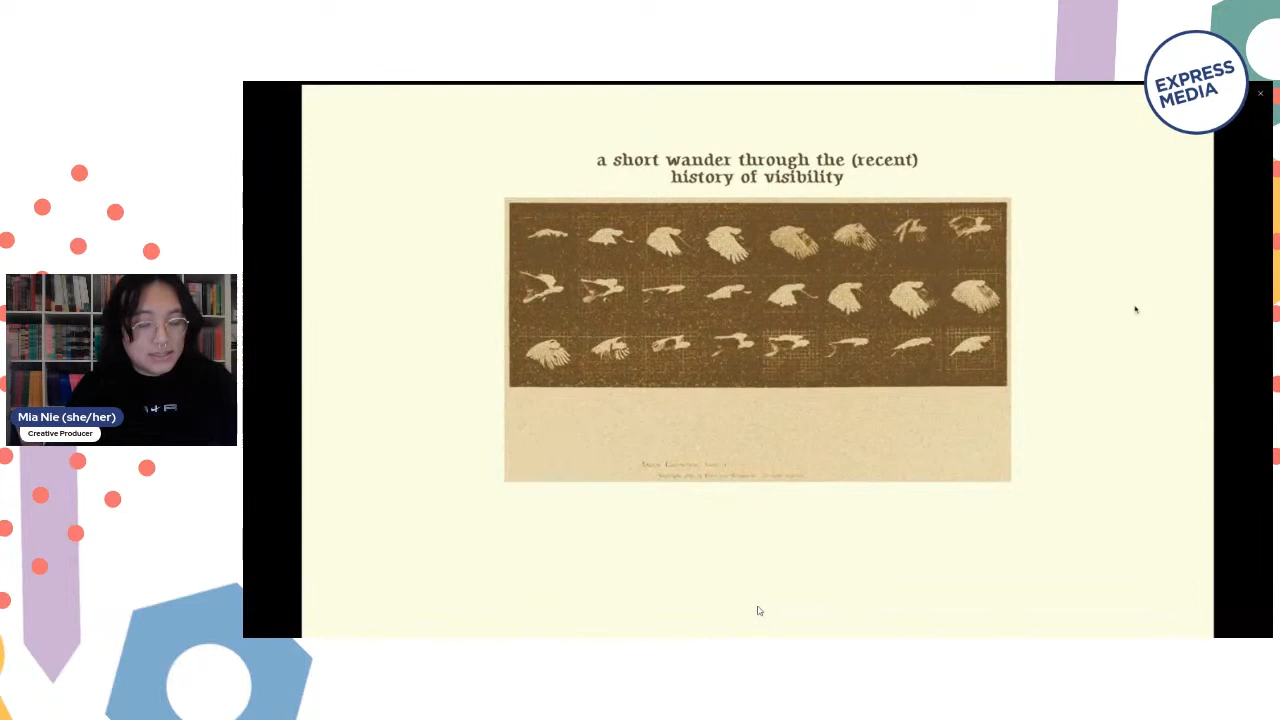 EXPRESS
MEDIA
a short wander through the (recent)
history of visibility
Mia Nie (she/her)
Creative Producer